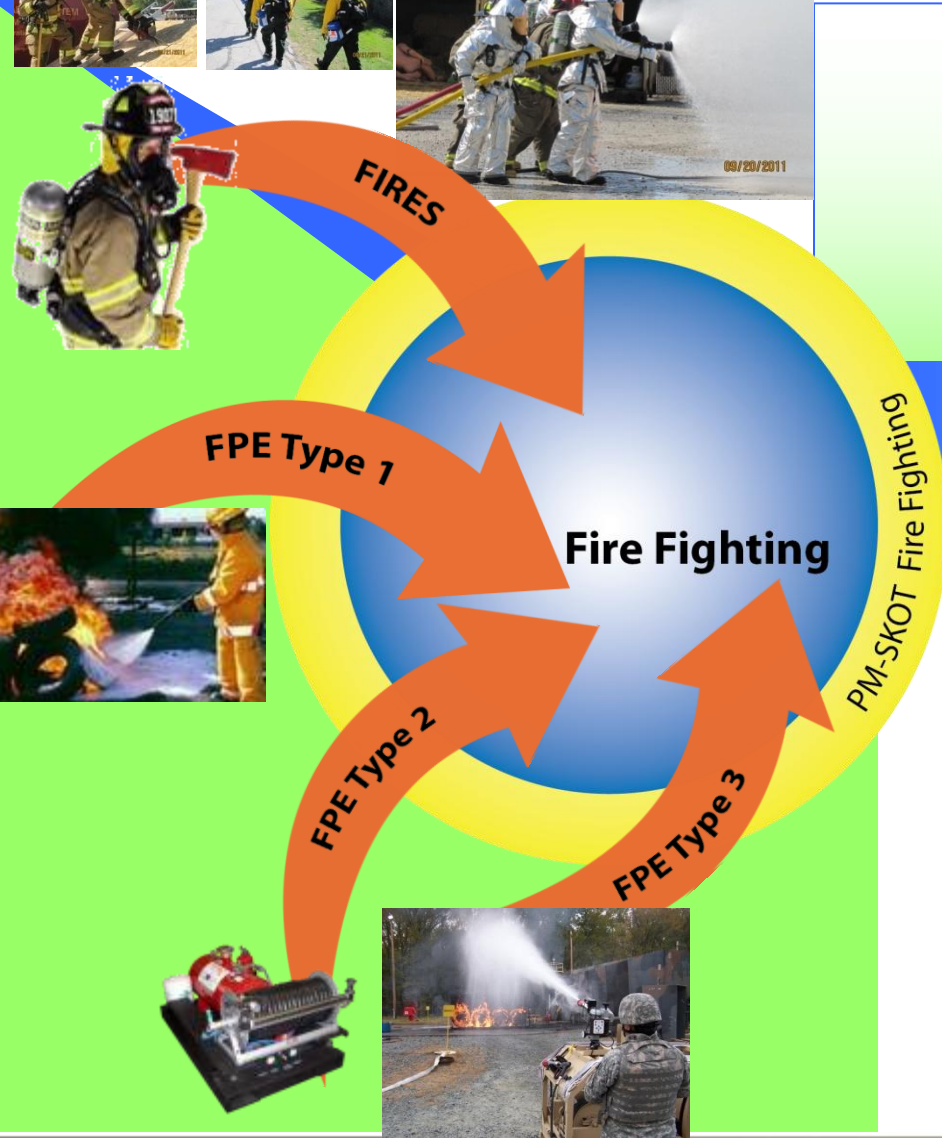 09/20/2011
1907
FIRES
FPE Type 1
Fire Fighting
PM-SKOT Fire Fighting
FPE Type 2
FPE Type 3